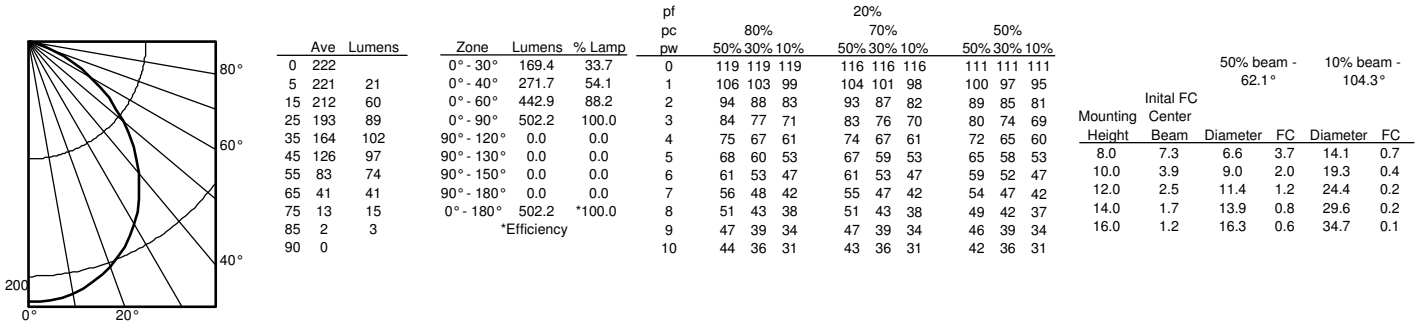 80°
60°
40°
200
0° 20°
Ave Lumens
0 222
5 221 21
15 212 60
25 193 89
35 164 102
45 126 97
55 83 74
65 41 41
75 13 15
85 2 3
90 0
Zone Lumens % Lamp
0° - 30° 169.4 33.7
0° - 40° 271.7 54.1
0° - 60° 442.9 88.2
0° - 90° 502.2 100.0
90° - 120° 0.0 0.0
90° - 130° 0.0 0.0
90° - 150° 0.0 0.0
90° - 180° 0.0 0.0
0° - 180° 502.2 *100.0
*Efficiency
pf 20%
pc 80% 70% 50%
pw 50% 30% 10% 50% 30% 10% 50% 30% 10%
0 119 119 119 116 116 116 111 111 111
1 106 103 99 104 101 98 100 97 95
2 94 88 83 93 87 82 89 85 81
3 84 77 71 83 76 70 80 74 69
4 75 67 61 74 67 61 72 65 60
5 68 60 53 67 59 53 65 58 53
6 61 53 47 61 53 47 59 52 47
7 56 48 42 55 47 42 54 47 42
8 51 43 38 51 43 38 49 42 37
9 47 39 34 47 39 34 46 39 34
10 44 36 31 43 36 31 42 36 31
50% beam - 10% beam -
62.1° 104.3°
Inital FC
Mounting Center
Height Beam Diameter FC Diameter FC
8.0 7.3 6.6 3.7 14.1 0.7
10.0 3.9 9.0 2.0 19.3 0.4
12.0 2.5 11.4 1.2 24.4 0.2
14.0 1.7 13.9 0.8 29.6 0.2
16.0 1.2 16.3 0.6 34.7 0.1